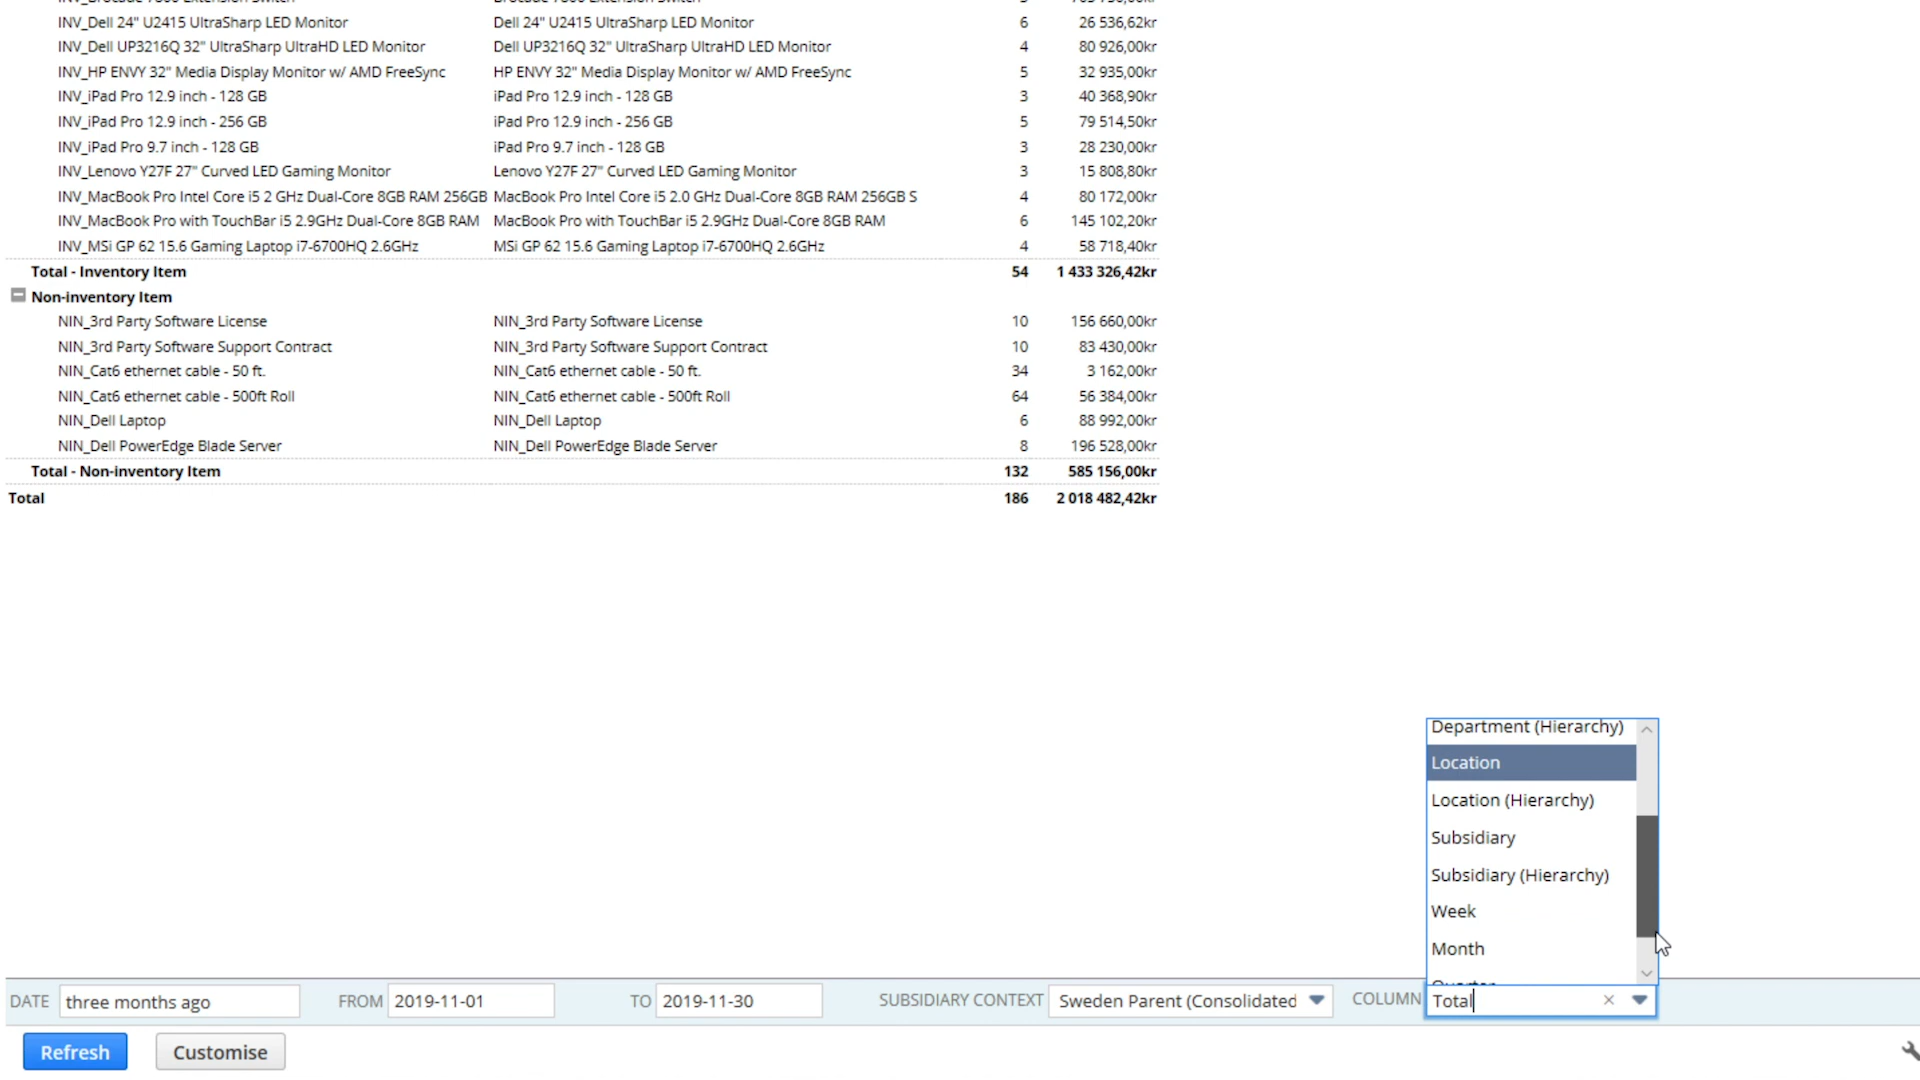 INV_Dell 24" U2415 UltraSharp LED Monitor Dell 24" U2415 UltraSharp LED Monitor 6 26 536,62kr
INV_Dell UP3216Q 32" UltraSharp UltraHD LED Monitor Dell UP3216Q 32" UltraSharp UltraHD LED Monitor 4 80 926,00kr
INV_HP ENVY 32" Media Display Monitor w/ AMD FreeSync HP ENVY 32" Media Display Monitor w/ AMD FreeSync 5 32 935,00kr
INV_iPad Pro 12.9 inch - 128 GB iPad Pro 12.9 inch - 128 GB 3 40 368,90kr
INV_iPad Pro 12.9 inch - 256 GB iPad Pro 12.9 inch - 256 GB 5 79 514,50kr
INV_iPad Pro 9.7 inch - 128 GB iPad Pro 9.7 inch - 128 GB 3 28 230,00kr
INV_Lenovo Y27F 27" Curved LED Gaming Monitor Lenovo Y27F 27" Curved LED Gaming Monitor 3 15 808,80kr
INV_MacBook Pro Intel Core i5 2 GHz Dual-Core 8GB RAM 256GB MacBook Pro Intel Core i5 2.0 GHz Dual-Core 8GB RAM 256GB S 4 80 172,00kr
INV_MacBook Pro with TouchBar i5 2.9GHz Dual-Core 8GB RAM MacBook Pro with TouchBar i5 2.9GHz Dual-Core 8GB RAM 6 145 102,20kr
INV_MSi GP 62 15.6 Gaming Laptop i7-6700HQ 2.6GHz MSi GP 62 15.6 Gaming Laptop i7-6700HQ 2.6GHz 4 58 718,40kr
Total - Inventory Item 54 1 433 326,42kr
Non-inventory Item
NIN_3rd Party Software License NIN_3rd Party Software License 10 156 660,00kr
NIN_3rd Party Software Support Contract NIN_3rd Party Software Support Contract 10 83 430,00kr
NIN_Cat6 ethernet cable - 50 ft. NIN_Cat6 ethernet cable - 50 ft. 34 3 162,00kr
NIN_Cat6 ethernet cable - 500ft Roll NIN_Cat6 ethernet cable - 500ft Roll 64 56 384,00kr
NIN_Dell Laptop NIN_Dell Laptop 6 88 992,00kr
NIN_Dell PowerEdge Blade Server NIN_Dell PowerEdge Blade Server 8 196 528,00kr
Total - Non-inventory Item 132 585 156,00kr
Total 186 2 018 482,42kr
Department (Hierarchy)
Location
Location (Hierarchy)
Subsidiary
Subsidiary (Hierarchy)
Week
Month
DATE three months ago FROM 2019-11-01 TO 2019-11-30 SUBSIDIARY CONTEXT Sweden Parent (Consolidated COLUMN Total
Refresh Customise